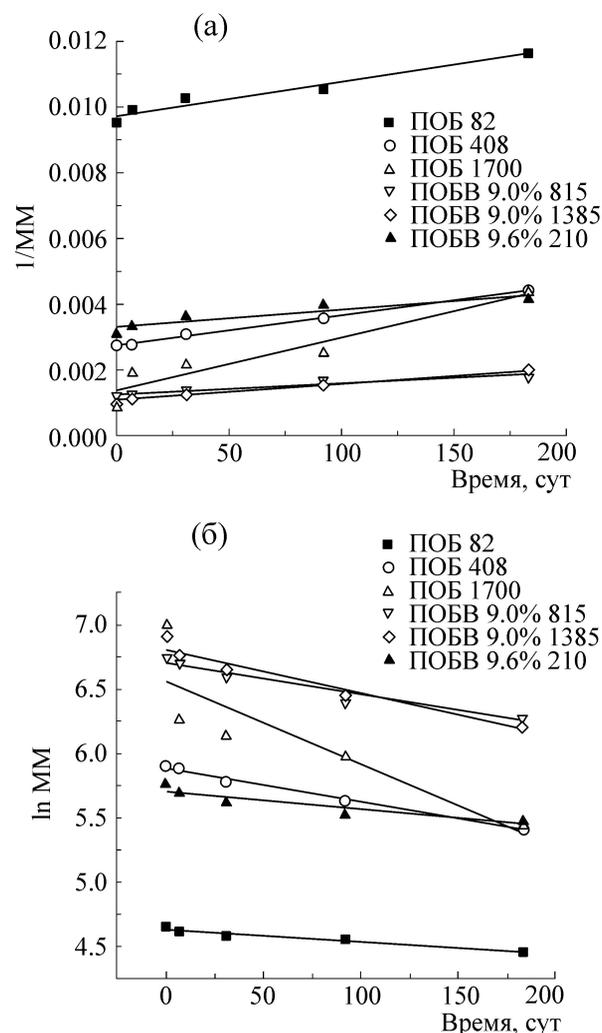 (а)
0.012
0.010
0.008
0.006
0.004
0.002
0.000
1/ММ
ПОБ 82
ПОБ 408
ПОБ 1700
ПОБВ 9.0% 815
ПОБВ 9.0% 1385
ПОБВ 9.6% 210
0 50 100 150 200
Время, сут
(б)
ПОБ 82
ПОБ 408
ПОБ 1700
ПОБВ 9.0% 815
ПОБВ 9.0% 1385
ПОБВ 9.6% 210
7.0
6.5
6.0
5.5
5.0
4.5
ln ММ
0 50 100 150 200
Время, сут